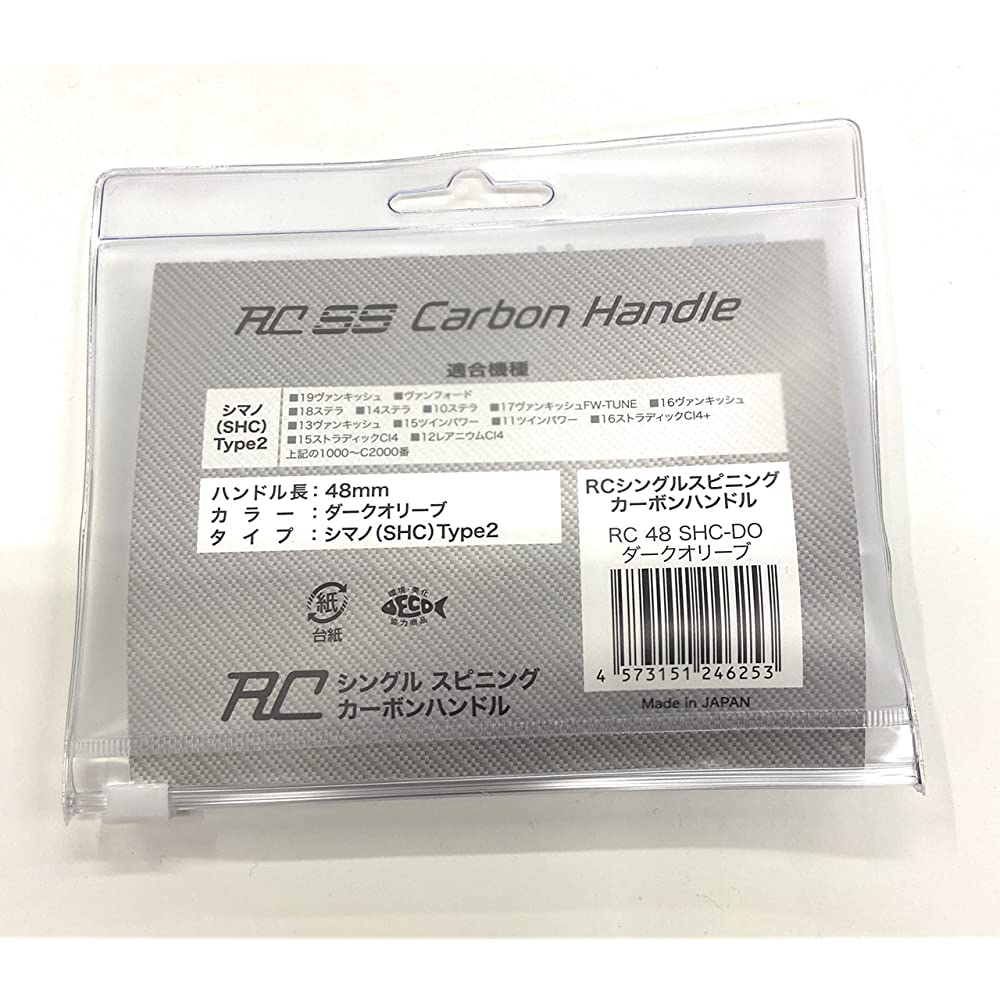 RC SS Carbon Handle
適合機種
シマノ
(SHC)
Type2
■19ヴァンキッシュ ■ヴァンフォード
■18ステラ ■14ステラ ■10ステラ ■17ヴァンキッシュFW-TUNE ■16ヴァンキッシュ
■13ヴァンキッシュ ■15ツインパワー ■11ツインパワー ■16ストラディックCI4+
■15ストラディックCI4 ■12レアニウムCI4
上記の1000〜C2000番
ハンドル長：48mm
カラー：ダークオリーブ
タイプ：シマノ(SHC)Type2
RCシングルスピニング
カーボンハンドル
RC 48 SHC-DO
ダークオリーブ
4 573151 246253
Made in JAPAN
紙
台紙
環境・美化
ECO
協力商品
RC シングル スピニング
カーボンハンドル